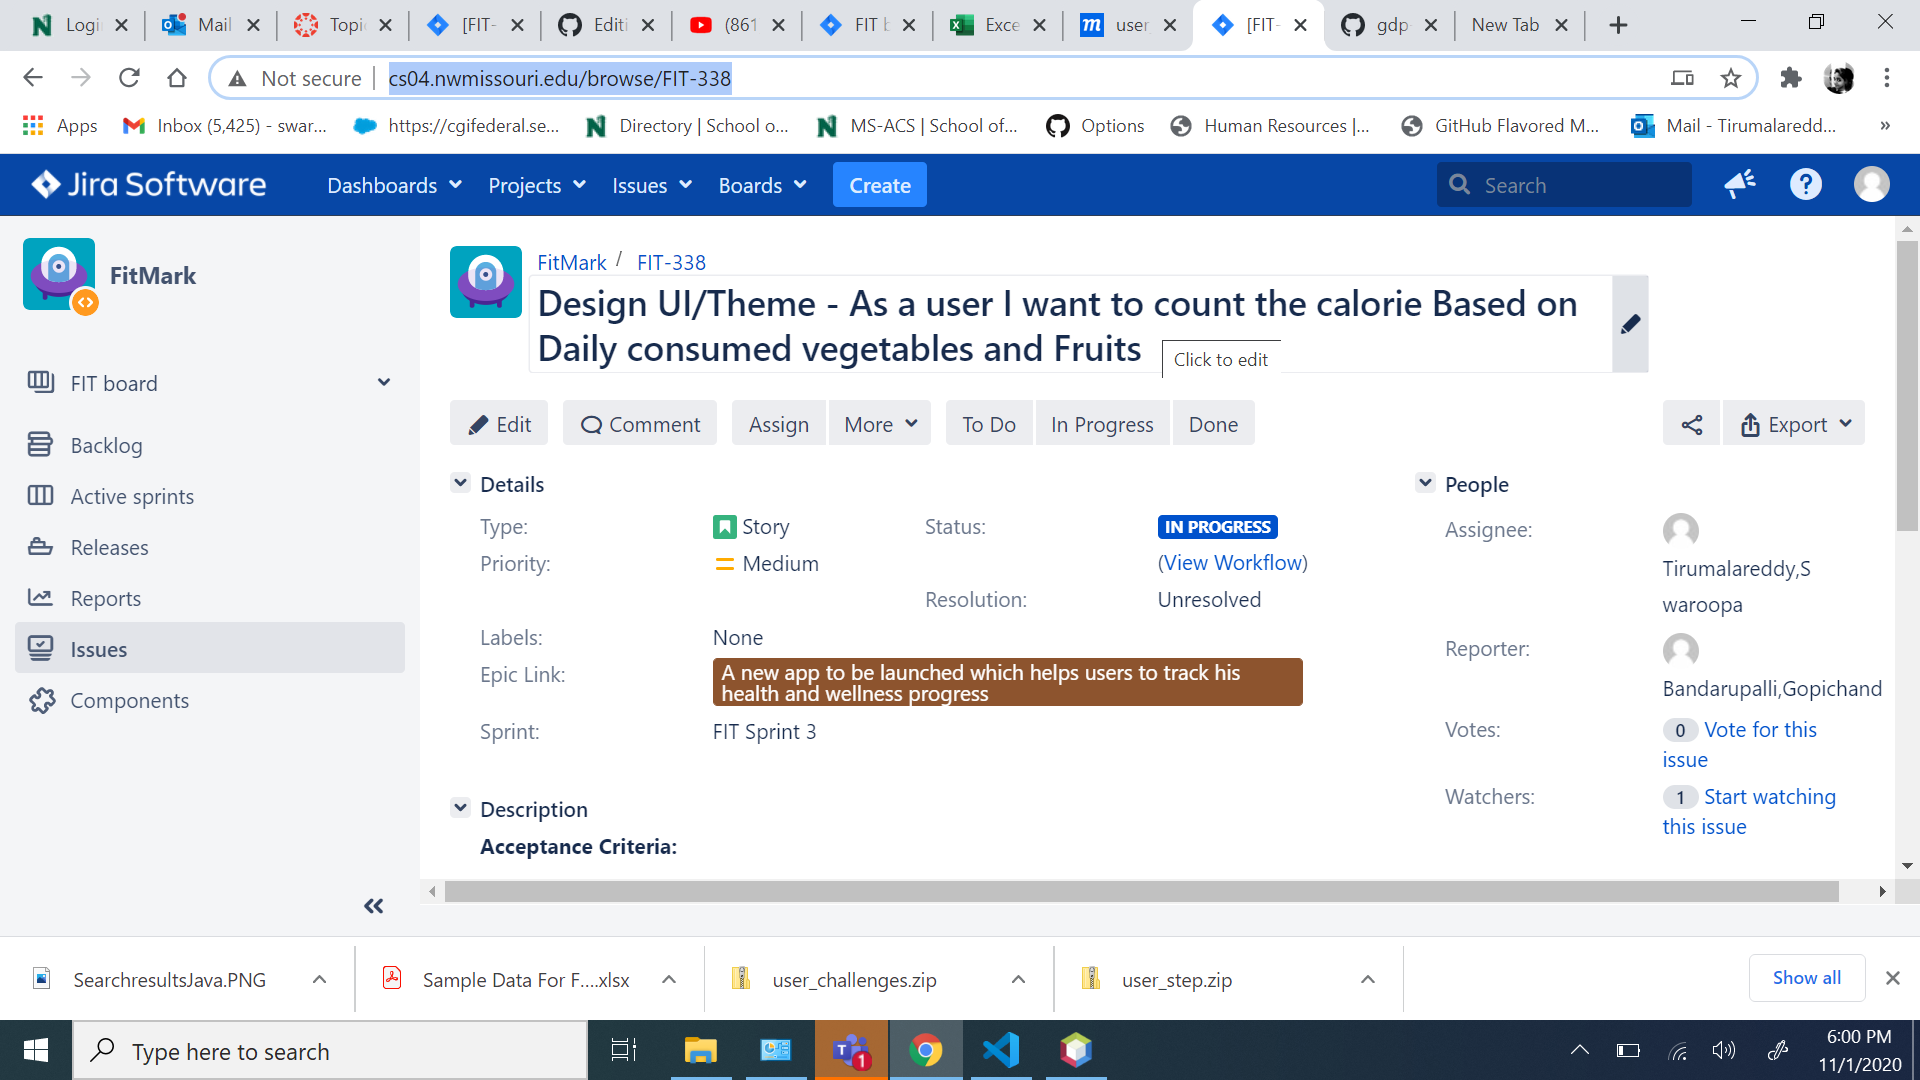 Login
Mail
Topi
[FIT-
Editi
(861
FIT b
Exce
user
[FIT-
gdp
New Tab
Not secure
cs04.nwmissouri.edu/browse/FIT-338
Apps
Inbox (5,425) - swar...
https://cgifederal.se...
Directory | School o...
MS-ACS | School of...
Options
Human Resources |...
GitHub Flavored M...
Mail - Tirumalaredd...
»
Jira Software
Dashboards
Projects
Issues
Boards
Create
Search
FitMark
FIT board
Backlog
Active sprints
Releases
Reports
Issues
Components
FitMark / FIT-338
Design UI/Theme - As a user I want to count the calorie Based on
Daily consumed vegetables and Fruits
Click to edit
Edit
Comment
Assign
More
To Do
In Progress
Done
Export
Details
Type:
Story
Status:
IN PROGRESS
Priority:
Medium
(View Workflow)
Resolution:
Unresolved
Labels:
None
Epic Link:
A new app to be launched which helps users to track his
health and wellness progress
Sprint:
FIT Sprint 3
Description
Acceptance Criteria:
People
Assignee:
Tirumalareddy,S
waroopa
Reporter:
Bandarupalli,Gopichand
Votes:
0 Vote for this
issue
Watchers:
1 Start watching
this issue
SearchresultsJava.PNG
Sample Data For F....xlsx
user_challenges.zip
user_step.zip
Show all
Type here to search
1
6:00 PM
11/1/2020